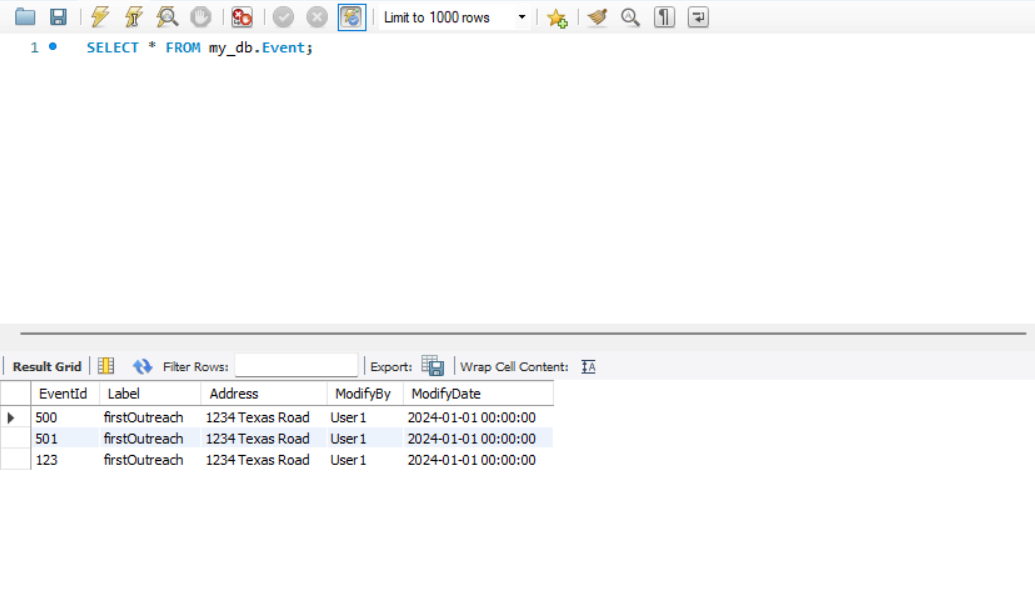 Limit to 1000 rows
1 SELECT * FROM my_db.Event;
Result Grid Filter Rows: Export: Wrap Cell Content:
EventId Label Address ModifyBy ModifyDate
500 firstOutreach 1234 Texas Road User1 2024-01-01 00:00:00
501 firstOutreach 1234 Texas Road User1 2024-01-01 00:00:00
123 firstOutreach 1234 Texas Road User1 2024-01-01 00:00:00